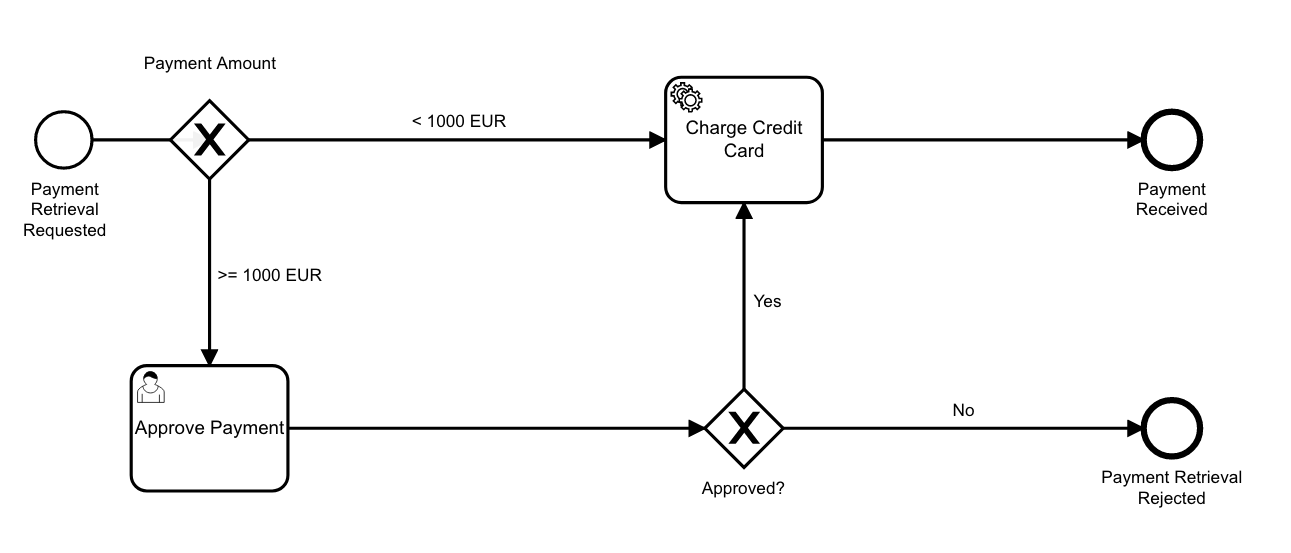 Payment Amount
< 1000 EUR
Charge Credit
Card
Payment
Retrieval
Requested
Payment
Received
>= 1000 EUR
Yes
Approve Payment
No
Approved?
Payment Retrieval
Rejected